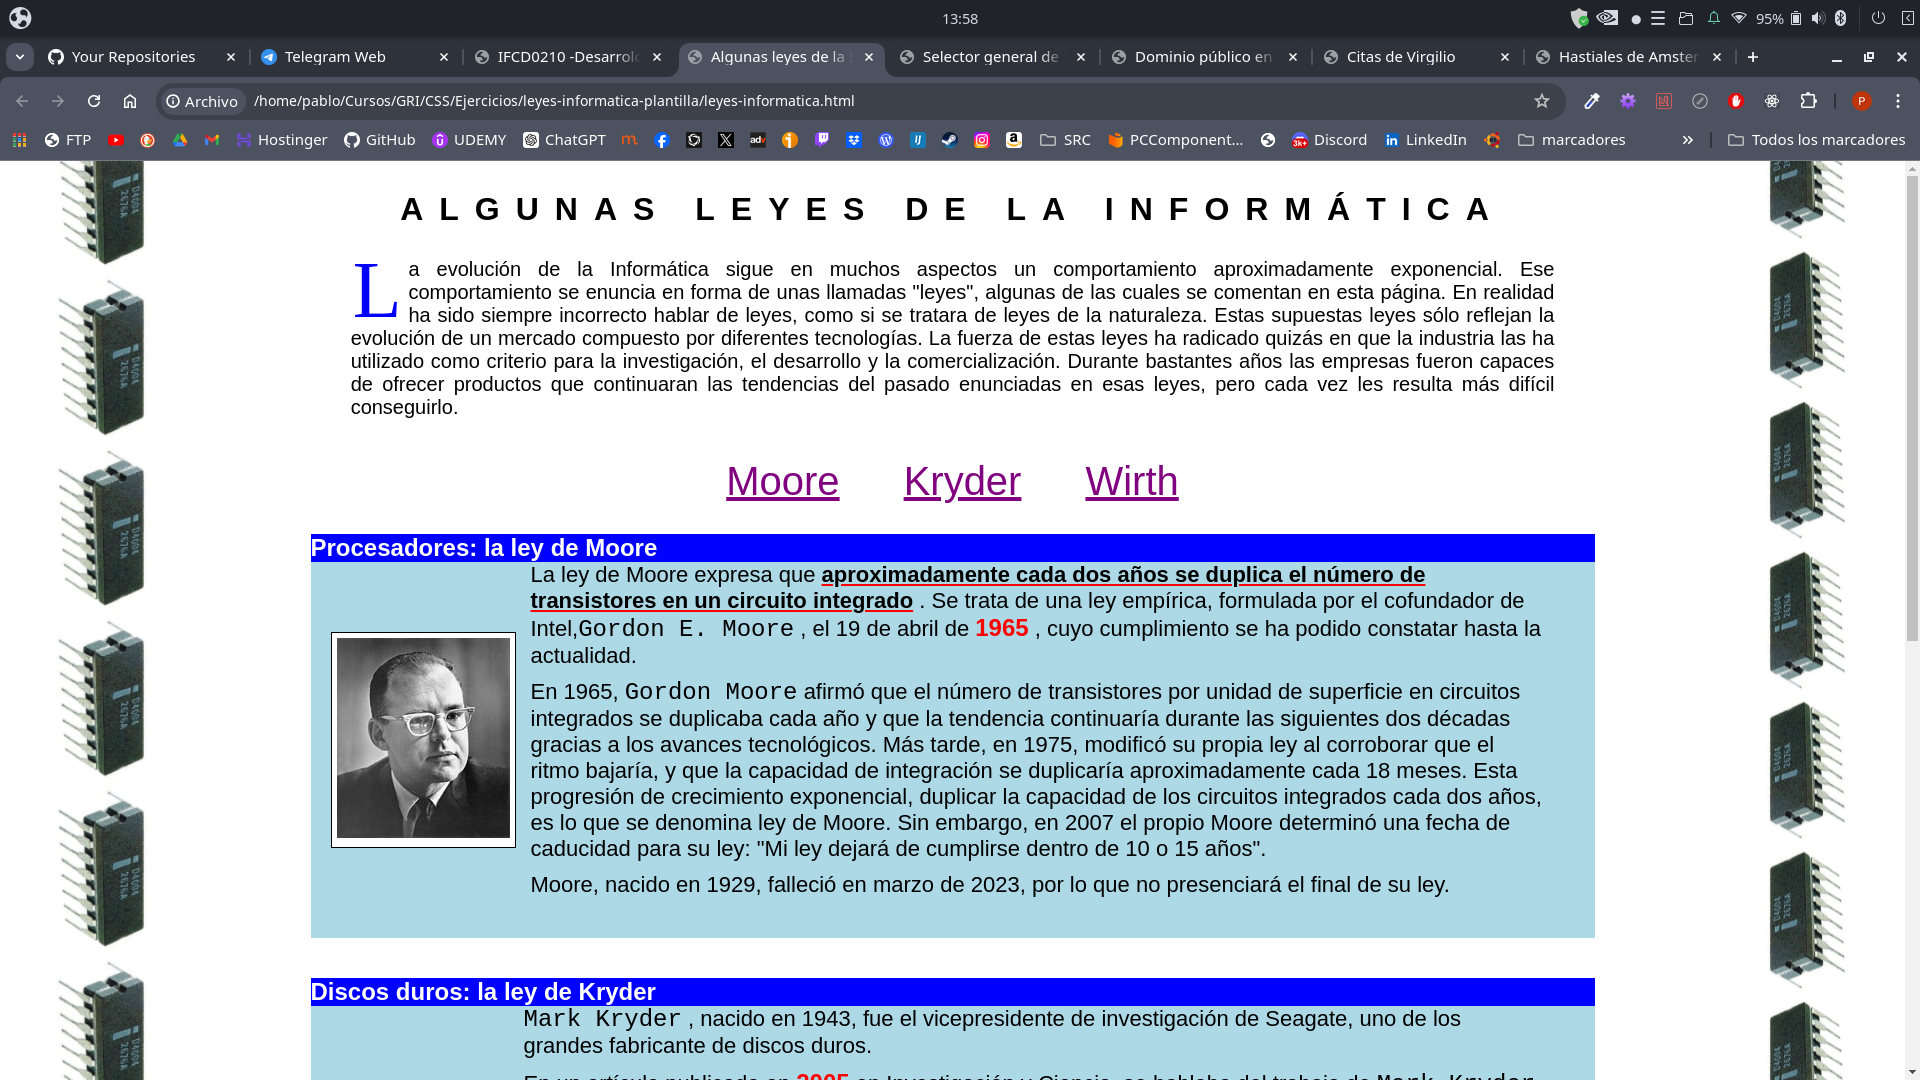 13:58
95%
Your Repositories
Telegram Web
IFCD0210 -Desarrolo
Algunas leyes de la I
Selector general de
Dominio público en
Citas de Virgilio
Hastiales de Amster
Archivo
/home/pablo/Cursos/GRI/CSS/Ejercicios/leyes-informatica-plantilla/leyes-informatica.html
P
FTP
Hostinger
GitHub
UDEMY
ChatGPT
adv
SRC
PCComponent...
3k+
Discord
LinkedIn
marcadores
Todos los marcadores
ALGUNAS LEYES DE LA INFORMÁTICA
La evolución de la Informática sigue en muchos aspectos un comportamiento aproximadamente exponencial. Ese
comportamiento se enuncia en forma de unas llamadas "leyes", algunas de las cuales se comentan en esta página. En realidad
ha sido siempre incorrecto hablar de leyes, como si se tratara de leyes de la naturaleza. Estas supuestas leyes sólo reflejan la
evolución de un mercado compuesto por diferentes tecnologías. La fuerza de estas leyes ha radicado quizás en que la industria las ha
utilizado como criterio para la investigación, el desarrollo y la comercialización. Durante bastantes años las empresas fueron capaces
de ofrecer productos que continuaran las tendencias del pasado enunciadas en esas leyes, pero cada vez les resulta más difícil
conseguirlo.
Moore Kryder Wirth
Procesadores: la ley de Moore
La ley de Moore expresa que aproximadamente cada dos años se duplica el número de
transistores en un circuito integrado . Se trata de una ley empírica, formulada por el cofundador de
Intel,Gordon E. Moore , el 19 de abril de 1965 , cuyo cumplimiento se ha podido constatar hasta la
actualidad.
En 1965, Gordon Moore afirmó que el número de transistores por unidad de superficie en circuitos
integrados se duplicaba cada año y que la tendencia continuaría durante las siguientes dos décadas
gracias a los avances tecnológicos. Más tarde, en 1975, modificó su propia ley al corroborar que el
ritmo bajaría, y que la capacidad de integración se duplicaría aproximadamente cada 18 meses. Esta
progresión de crecimiento exponencial, duplicar la capacidad de los circuitos integrados cada dos años,
es lo que se denomina ley de Moore. Sin embargo, en 2007 el propio Moore determinó una fecha de
caducidad para su ley: "Mi ley dejará de cumplirse dentro de 10 o 15 años".
Moore, nacido en 1929, falleció en marzo de 2023, por lo que no presenciará el final de su ley.
Discos duros: la ley de Kryder
Mark Kryder , nacido en 1943, fue el vicepresidente de investigación de Seagate, uno de los
grandes fabricante de discos duros.
En un artículo publicado en 2005 en Investigación y Ciencia, se hablaba del trabajo de Mark Kryder